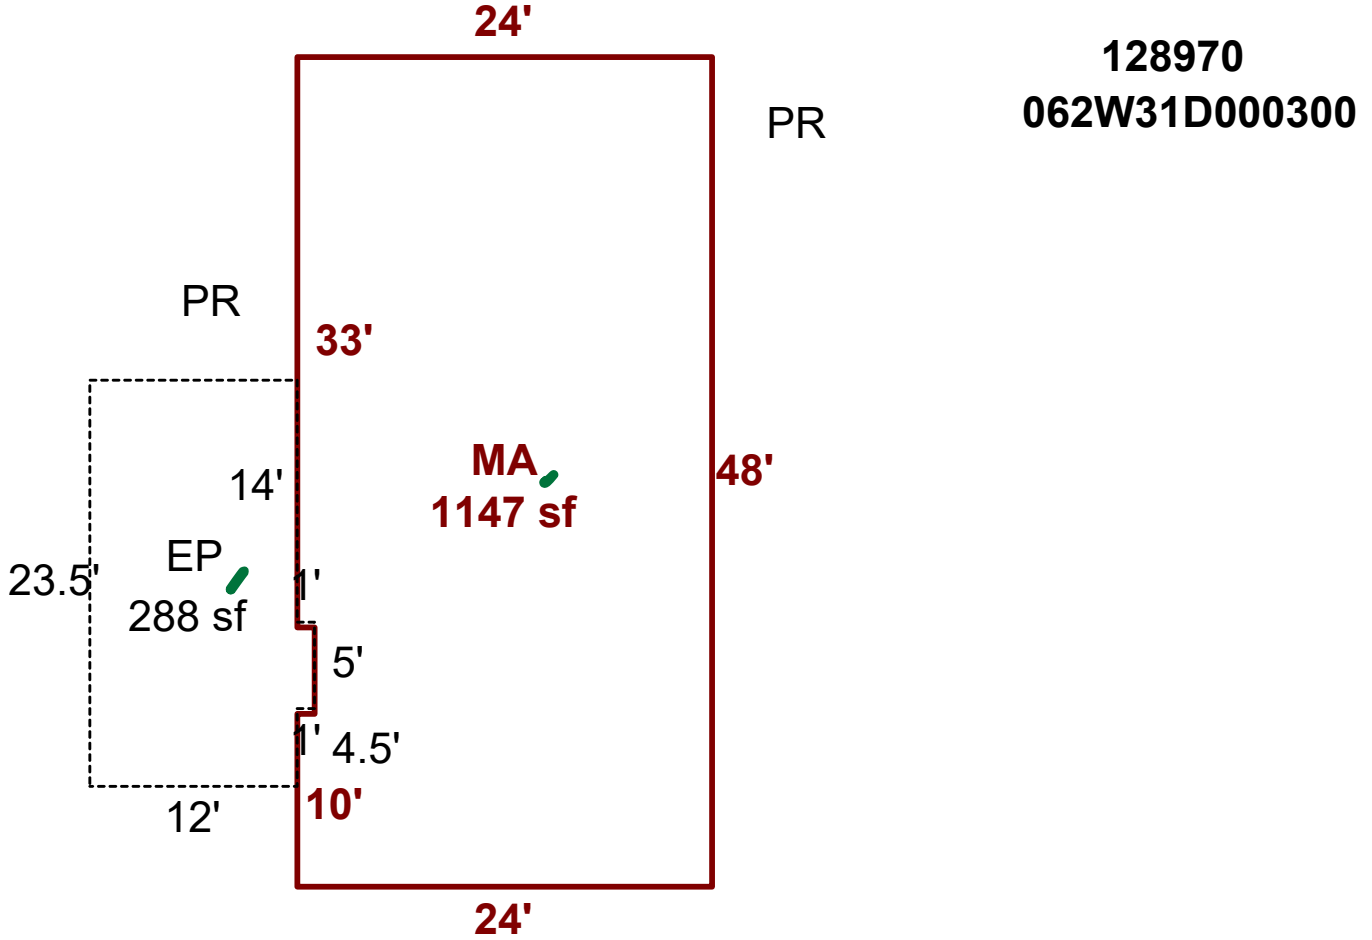 24'
128970
062W31D000300
PR
PR
33'
MA
1147 sf
48'
14'
EP
288 sf
23.5'
1'
5'
1'
4.5'
10'
12'
24'